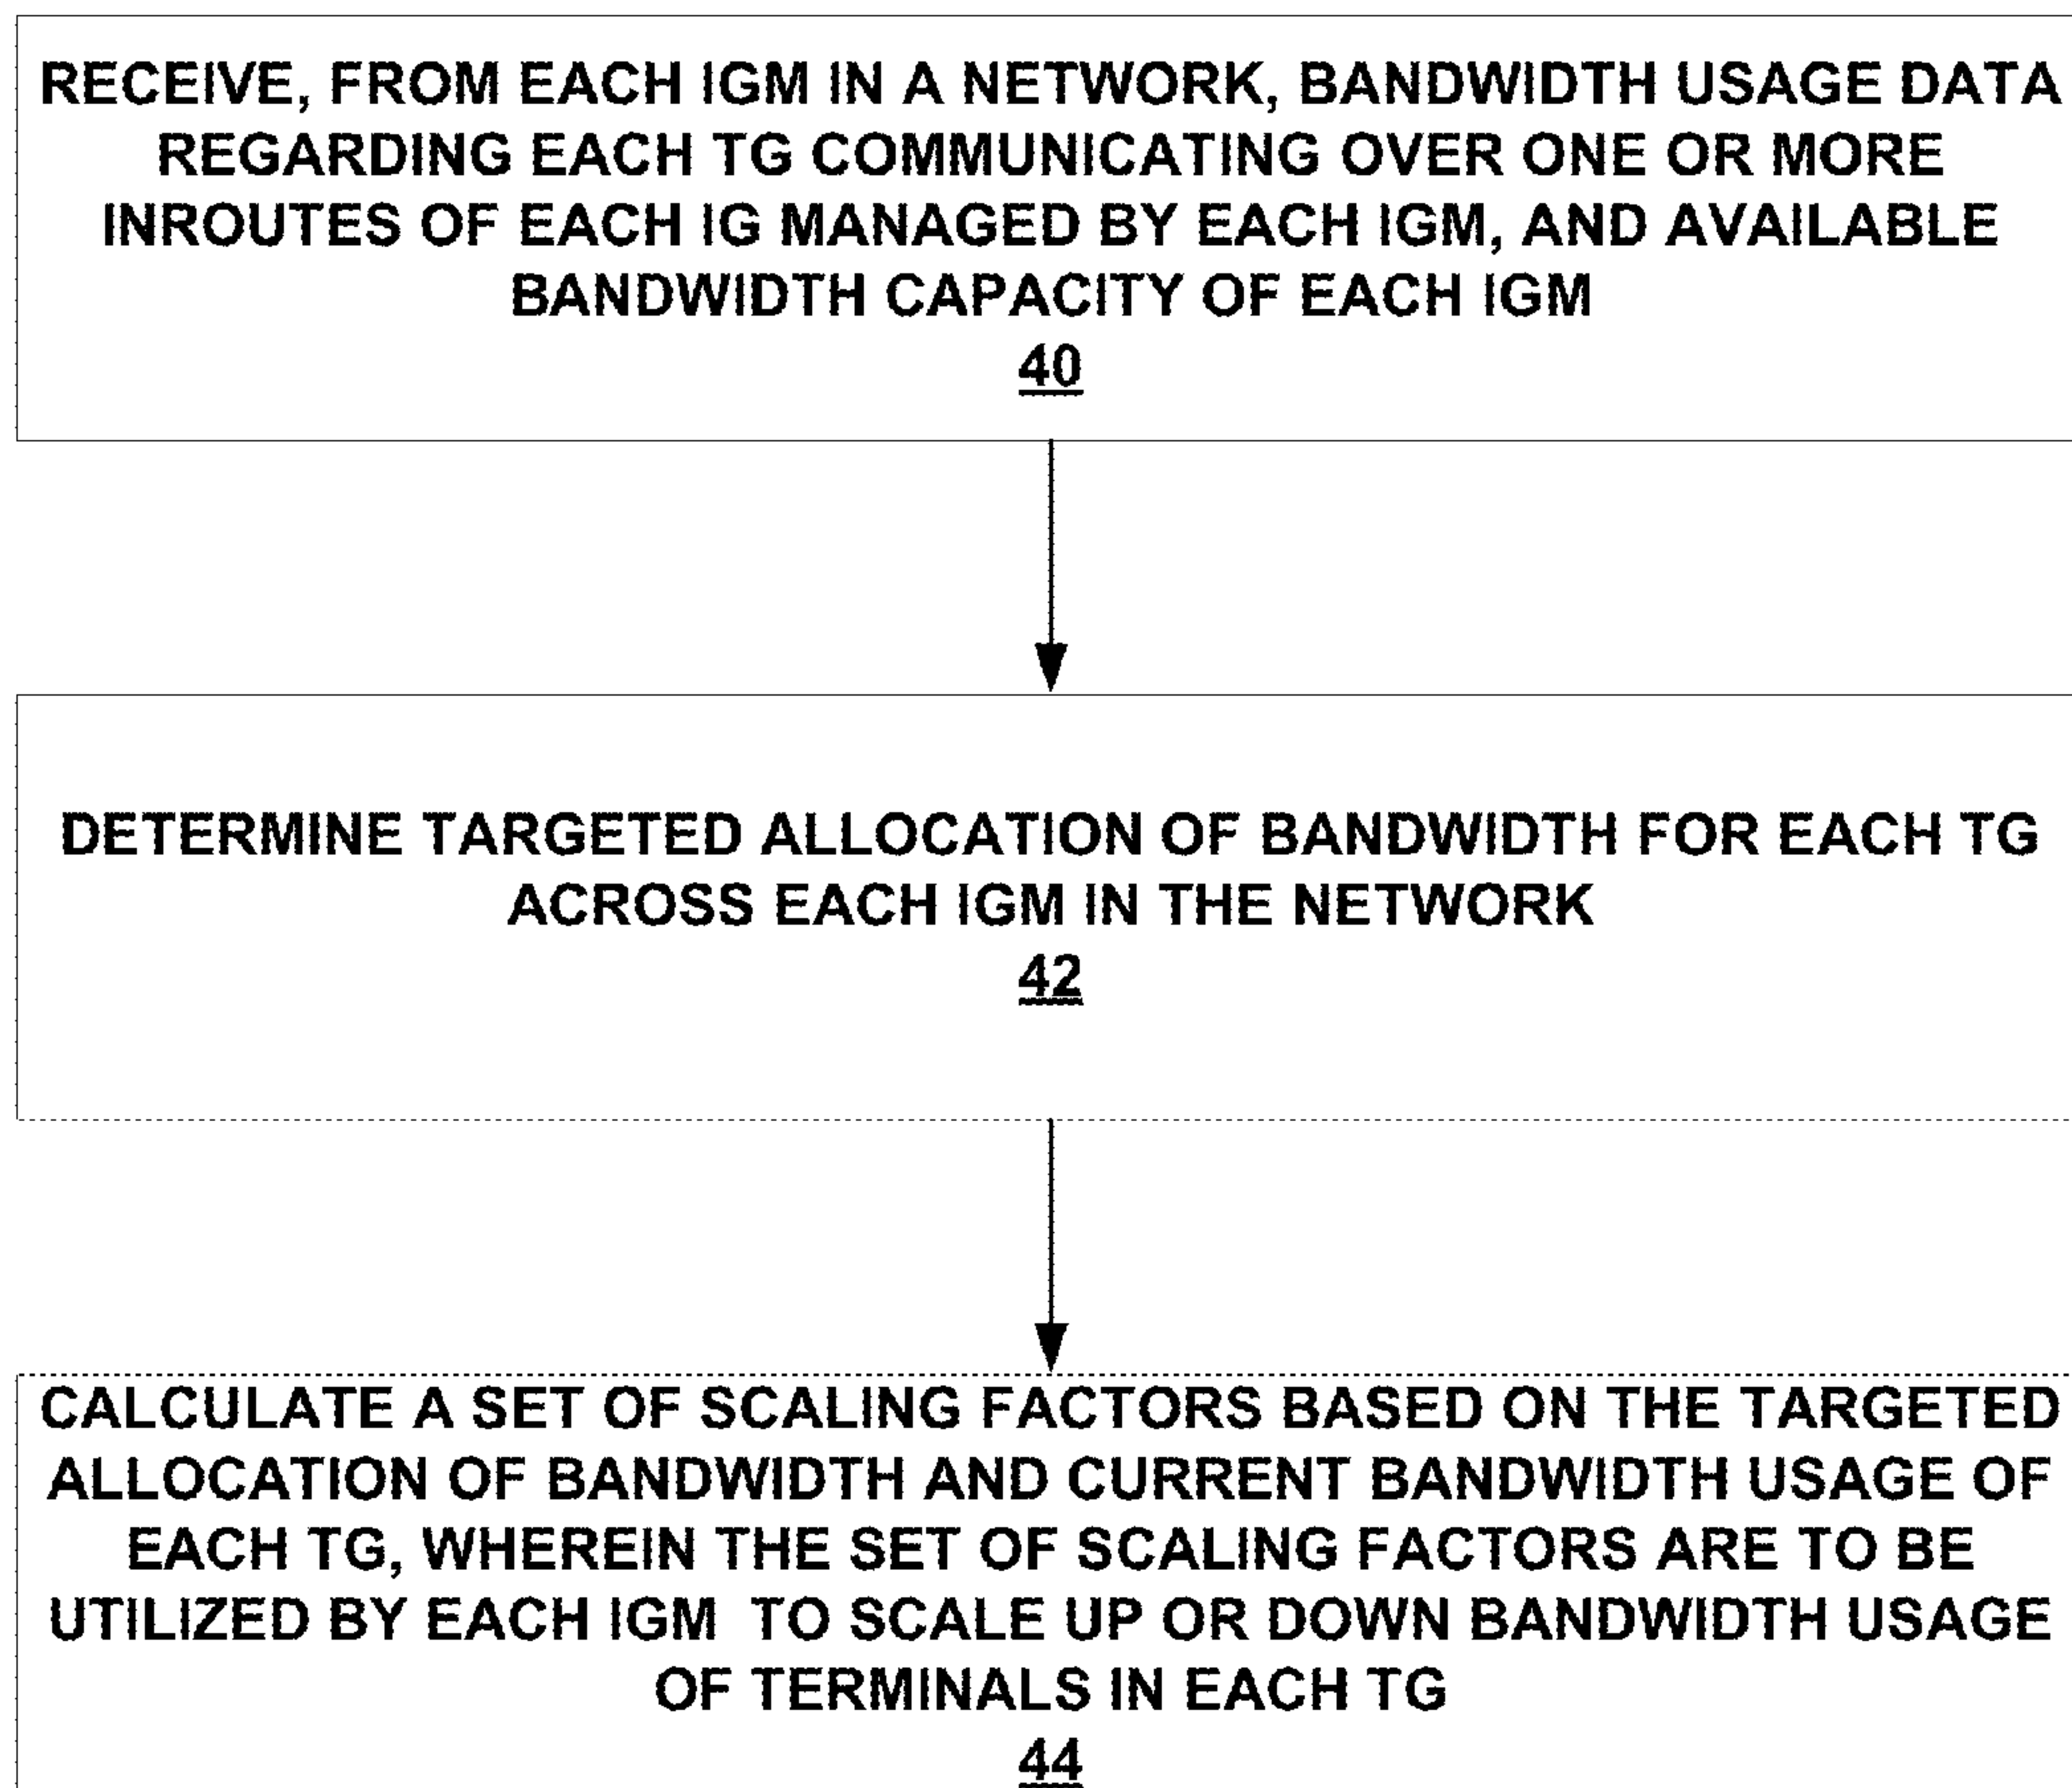 RECEIVE, FROM EACH IGM IN A NETWORK, BANDWIDTH USAGE DATA
REGARDING EACH TG COMMUNICATING OVER ONE OR MORE
INROUTES OF EACH IG MANAGED BY EACH IGM, AND AVAILABLE
BANDWIDTH CAPACITY OF EACH IGM
40
DETERMINE TARGETED ALLOCATION OF BANDWIDTH FOR EACH TG
ACROSS EACH IGM IN THE NETWORK
42
CALCULATE A SET OF SCALING FACTORS BASED ON THE TARGETED
ALLOCATION OF BANDWIDTH AND CURRENT BANDWIDTH USAGE OF
EACH TG, WHEREIN THE SET OF SCALING FACTORS ARE TO BE
UTILIZED BY EACH IGM TO SCALE UP OR DOWN BANDWIDTH USAGE
OF TERMINALS IN EACH TG
44